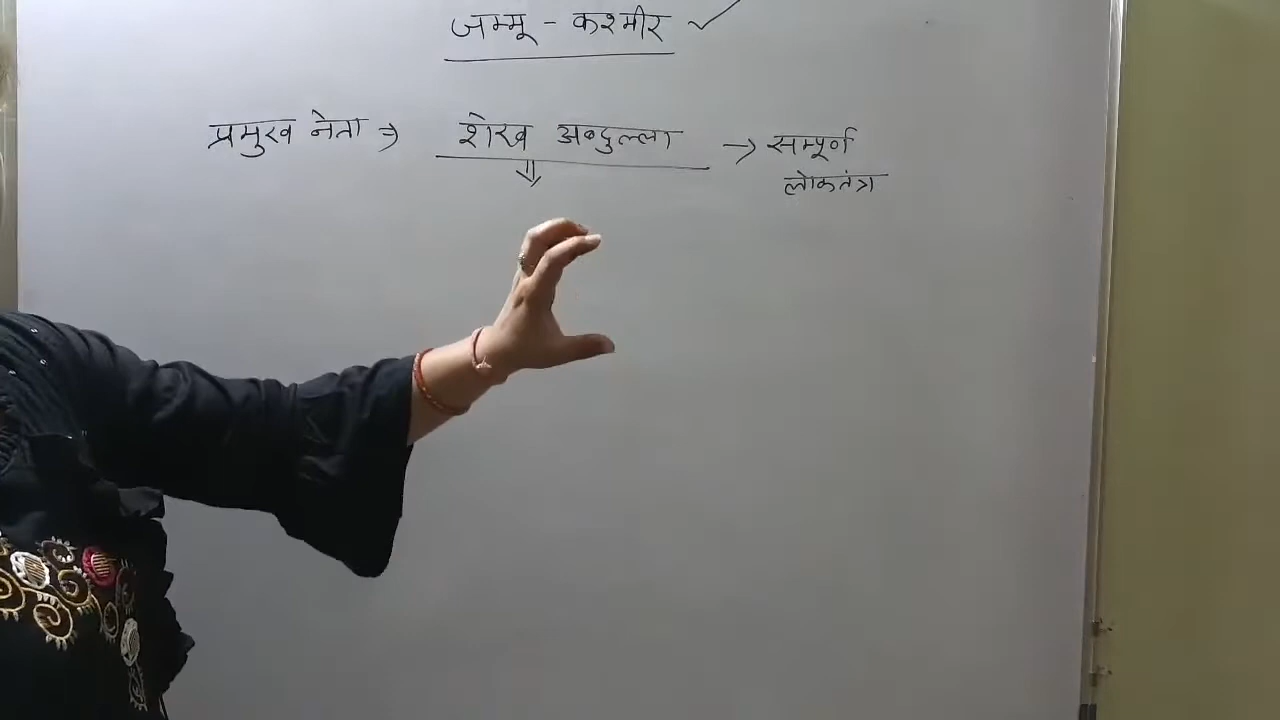 जम्मू - कश्मीर ✓
प्रमुख नेता ⇒ शेख अब्दुल्ला → सम्पूर्ण
लोकतंत्र
⇓